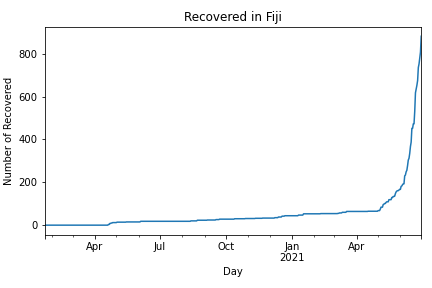 Recovered in Fiji
Number of Recovered
800
600
400
200
0
Apr
Jul
Oct
Jan
2021
Apr
Day